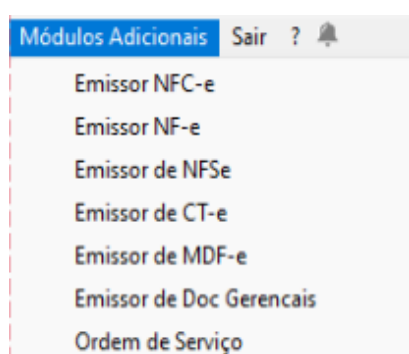 Módulos Adicionais Sair ?
Emissor NFC-e
Emissor NF-e
Emissor de NFSe
Emissor de CT-e
Emissor de MDF-e
Emissor de Doc Gerencais
Ordem de Serviço